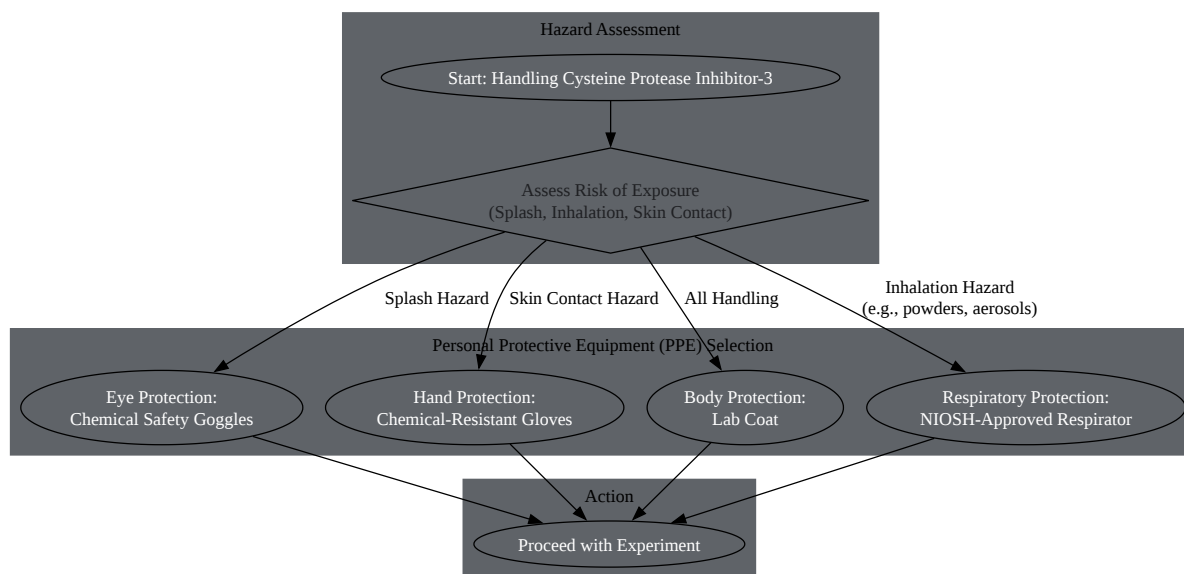 Hazard Assessment
Start: Handling Cysteine Protease Inhibitor-3
Assess Risk of Exposure
(Splash, Inhalation, Skin Contact)
Splash Hazard
Skin Contact Hazard
All Handling
Inhalation Hazard
(e.g., powders, aerosols)
Personal Protective Equipment (PPE) Selection
Eye Protection:
Chemical Safety Goggles
Hand Protection:
Chemical-Resistant Gloves
Body Protection:
Lab Coat
Respiratory Protection:
NIOSH-Approved Respirator
Action
Proceed with Experiment